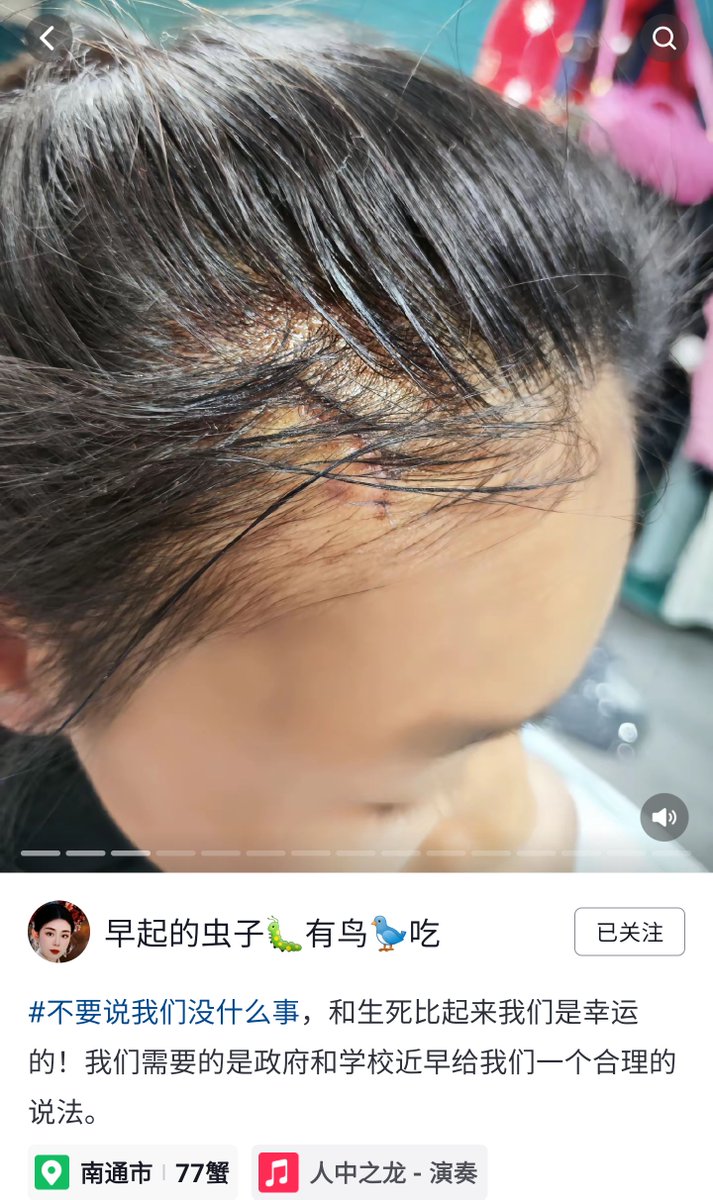 早起的虫子🐛有鸟🐦吃
已关注
#不要说我们没什么事，和生死比起来我们是幸运
的！我们需要的是政府和学校近早给我们一个合理的
说法。
南通市 | 77蟹
人中之龙 - 演奏